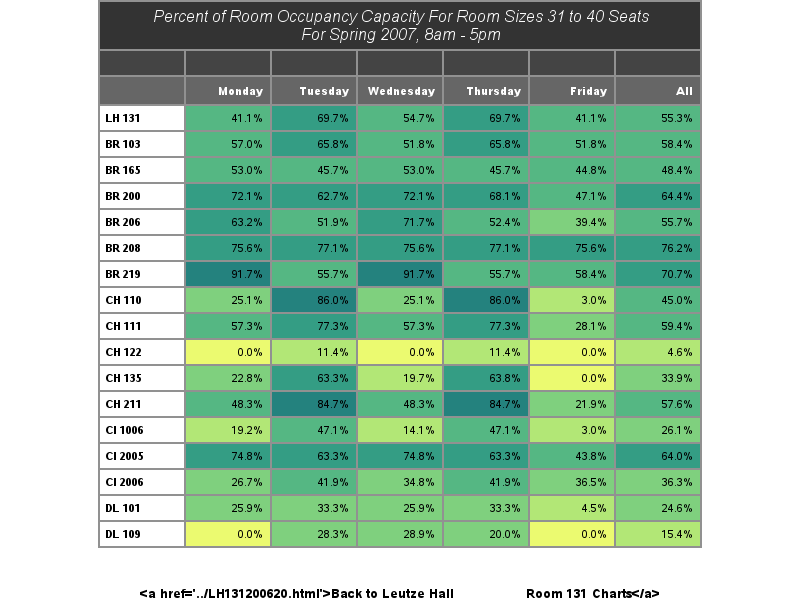 Percent of Room Occupancy Capacity For Room Sizes 31 to 40 Seats
For Spring 2007, 8am - 5pm
Monday Tuesday Wednesday Thursday Friday All
LH 131 41.1% 69.7% 54.7% 69.7% 41.1% 55.3%
BR 103 57.0% 65.8% 51.8% 65.8% 51.8% 58.4%
BR 165 53.0% 45.7% 53.0% 45.7% 44.8% 48.4%
BR 200 72.1% 62.7% 72.1% 68.1% 47.1% 64.4%
BR 206 63.2% 51.9% 71.7% 52.4% 39.4% 55.7%
BR 208 75.6% 77.1% 75.6% 77.1% 75.6% 76.2%
BR 219 91.7% 55.7% 91.7% 55.7% 58.4% 70.7%
CH 110 25.1% 86.0% 25.1% 86.0% 3.0% 45.0%
CH 111 57.3% 77.3% 57.3% 77.3% 28.1% 59.4%
CH 122 0.0% 11.4% 0.0% 11.4% 0.0% 4.6%
CH 135 22.8% 63.3% 19.7% 63.8% 0.0% 33.9%
CH 211 48.3% 84.7% 48.3% 84.7% 21.9% 57.6%
CI 1006 19.2% 47.1% 14.1% 47.1% 3.0% 26.1%
CI 2005 74.8% 63.3% 74.8% 63.3% 43.8% 64.0%
CI 2006 26.7% 41.9% 34.8% 41.9% 36.5% 36.3%
DL 101 25.9% 33.3% 25.9% 33.3% 4.5% 24.6%
DL 109 0.0% 28.3% 28.9% 20.0% 0.0% 15.4%
<a href='../LH131200620.html'>Back to Leutze Hall Room 131 Charts</a>